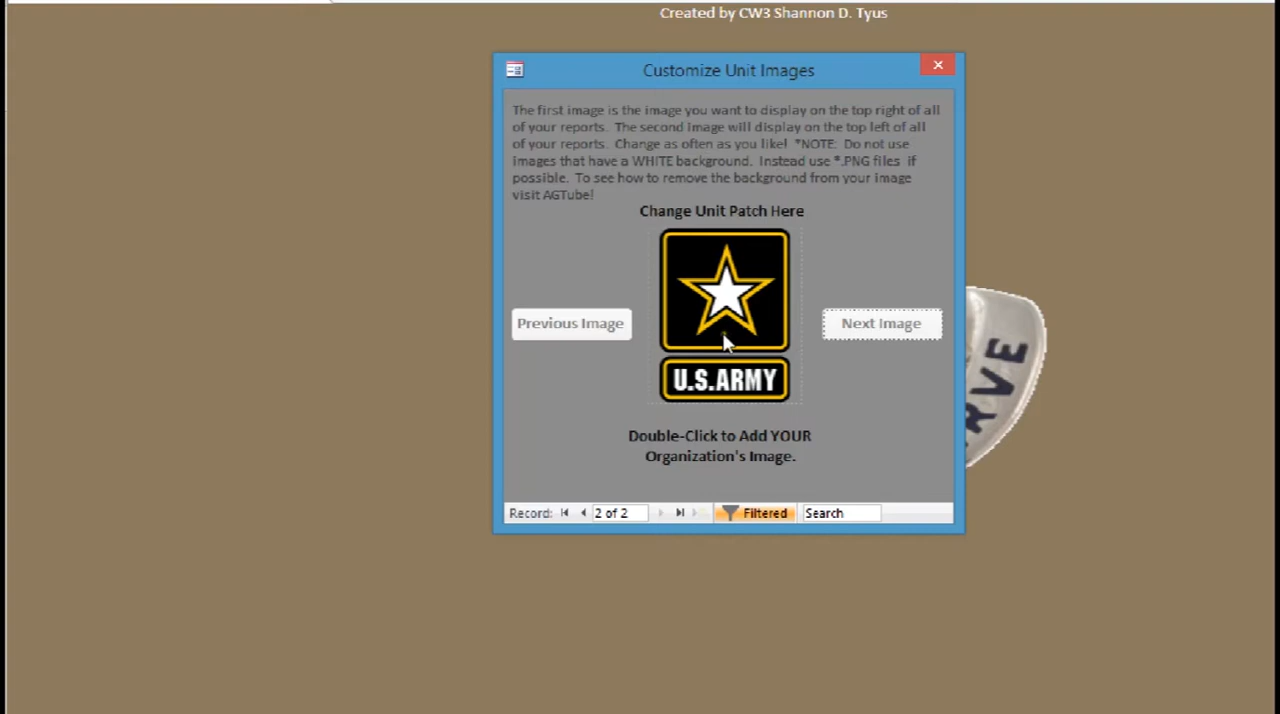 Created by CW3 Shannon D. Tyus
Customize Unit Images
The first image is the image you want to display on the top right of all
of your reports. The second image will display on the top left of all
of your reports. Change as often as you like! *NOTE: Do not use
images that have a WHITE background. Instead use *.PNG files if
possible. To see how to remove the background from your image
visit AGTube!
Change Unit Patch Here
Previous Image
Next Image
U.S.ARMY
Double-Click to Add YOUR
Organization's Image.
Record: 2 of 2 Filtered Search